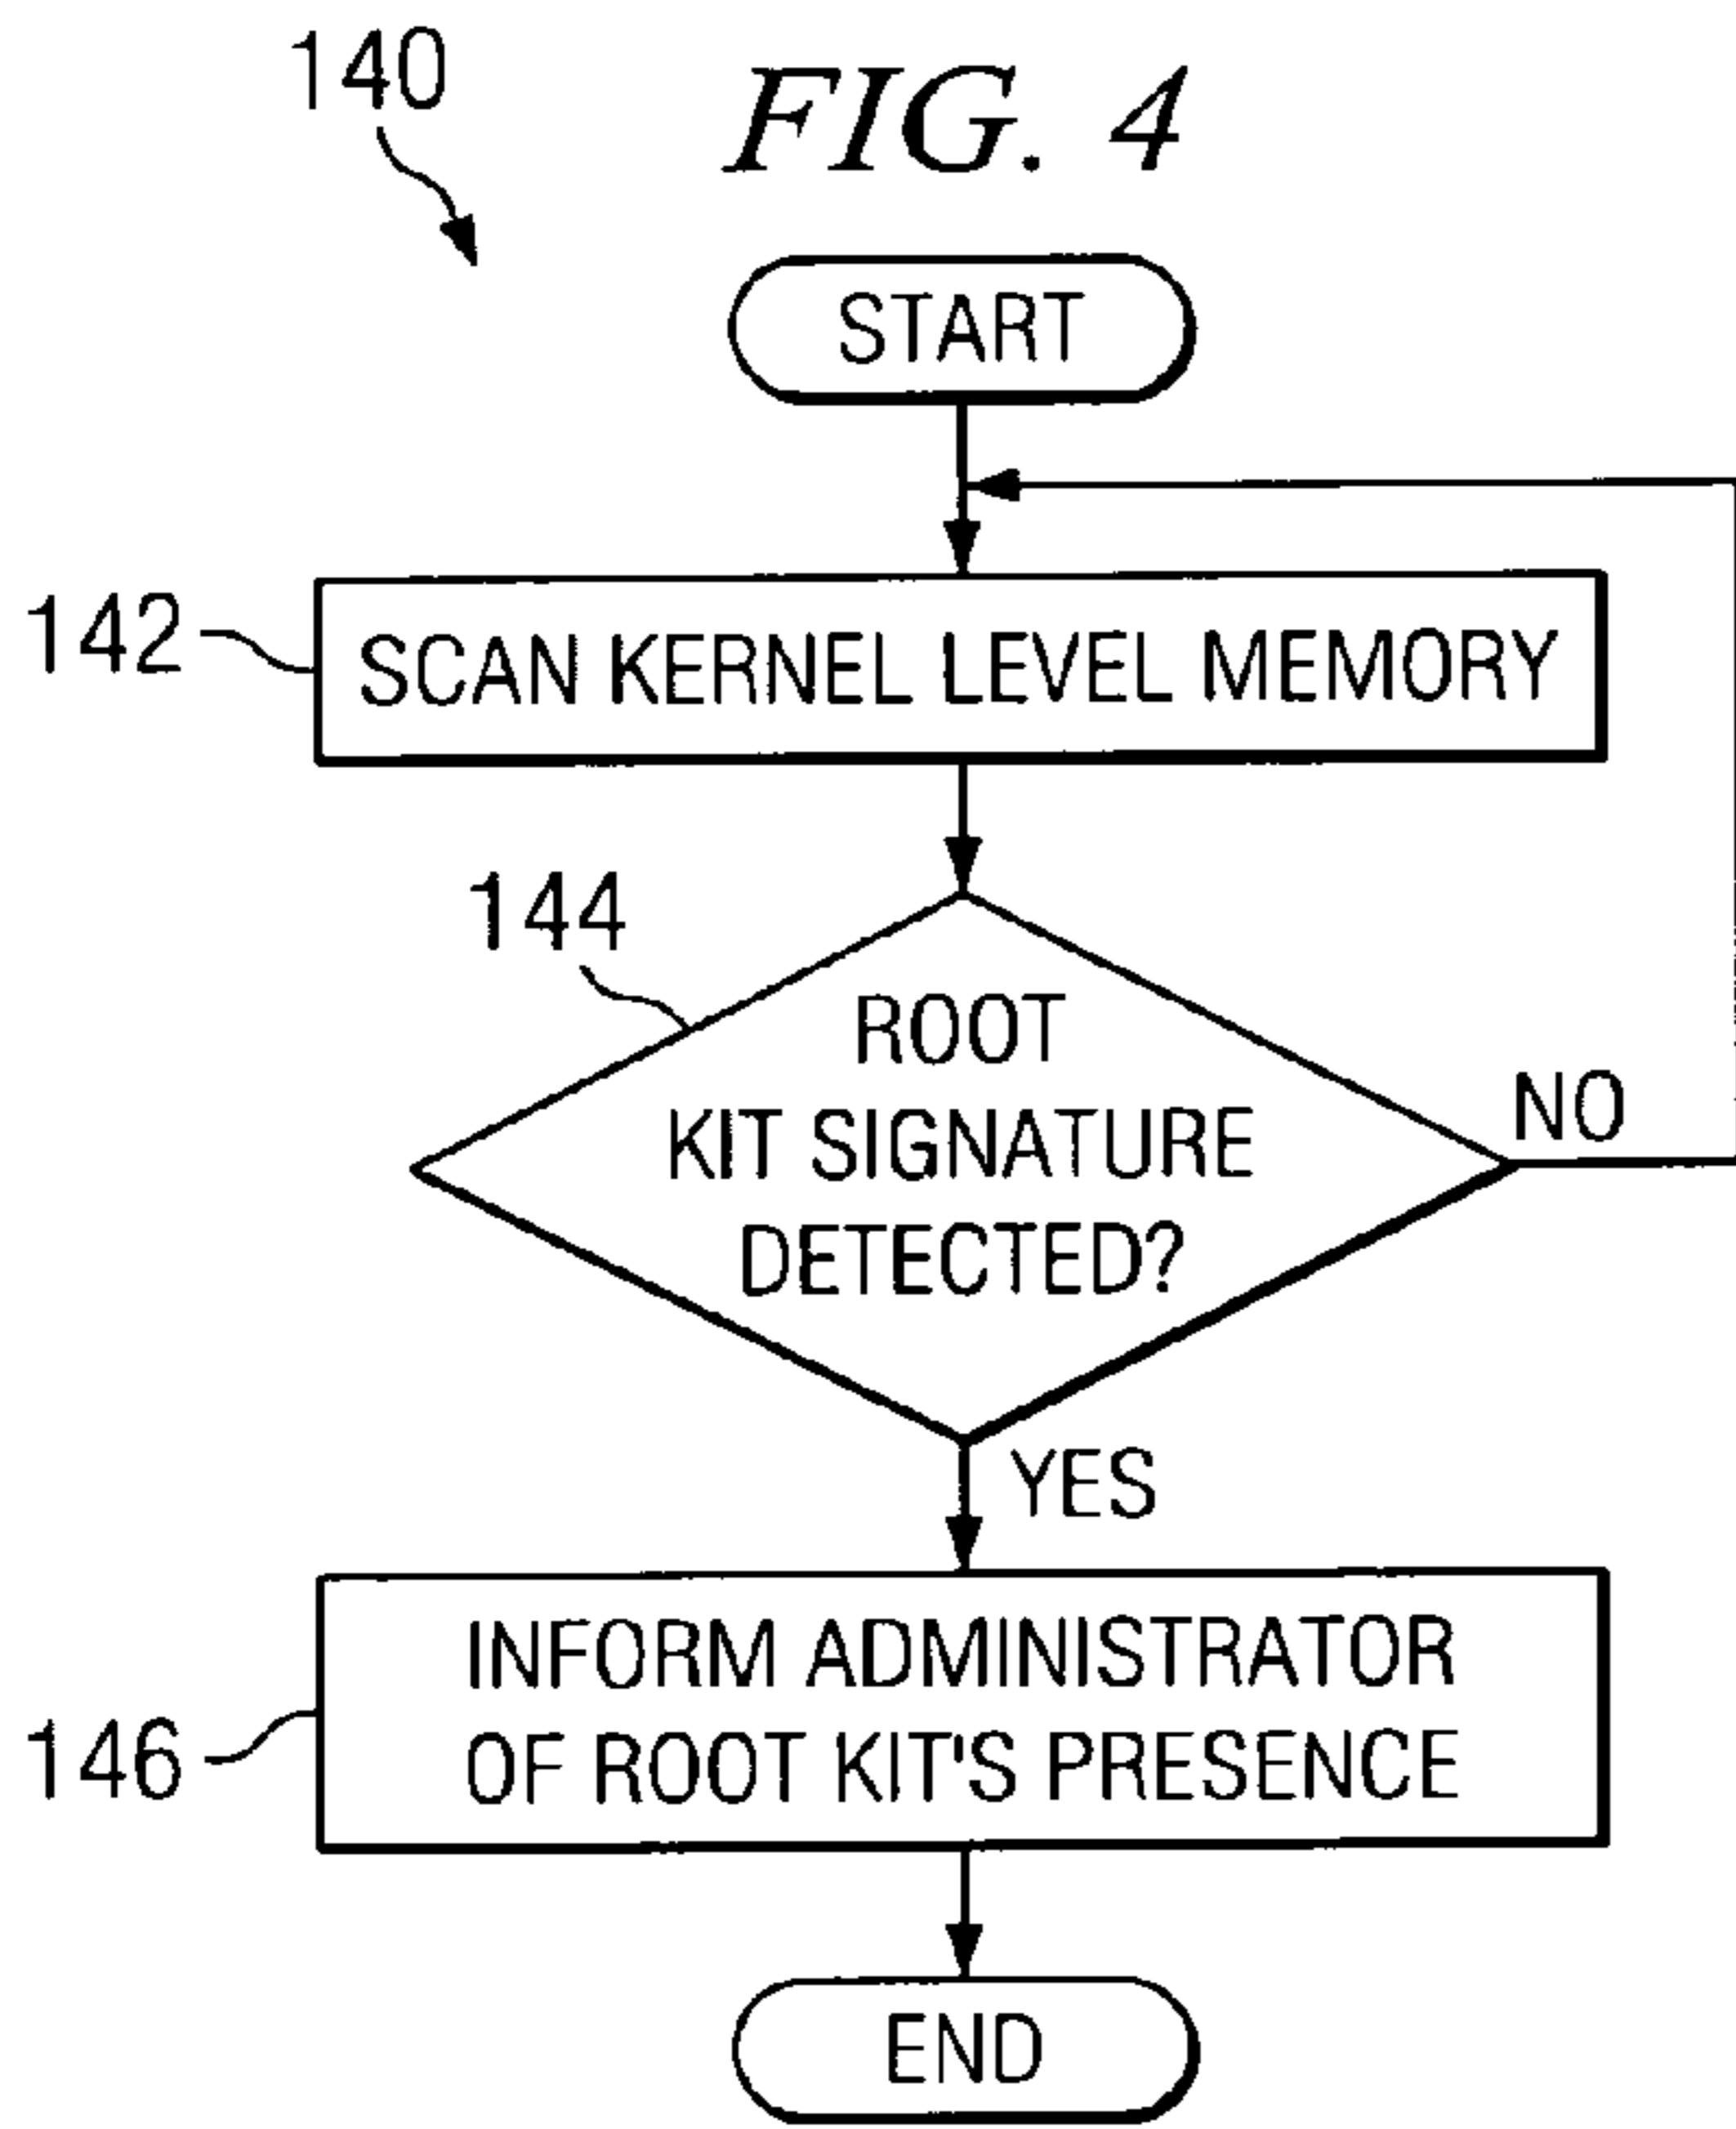 140
FIG. 4
START
142
SCAN KERNEL LEVEL MEMORY
144
ROOT
KIT SIGNATURE
DETECTED?
NO
YES
146
INFORM ADMINISTRATOR
OF ROOT KIT'S PRESENCE
END